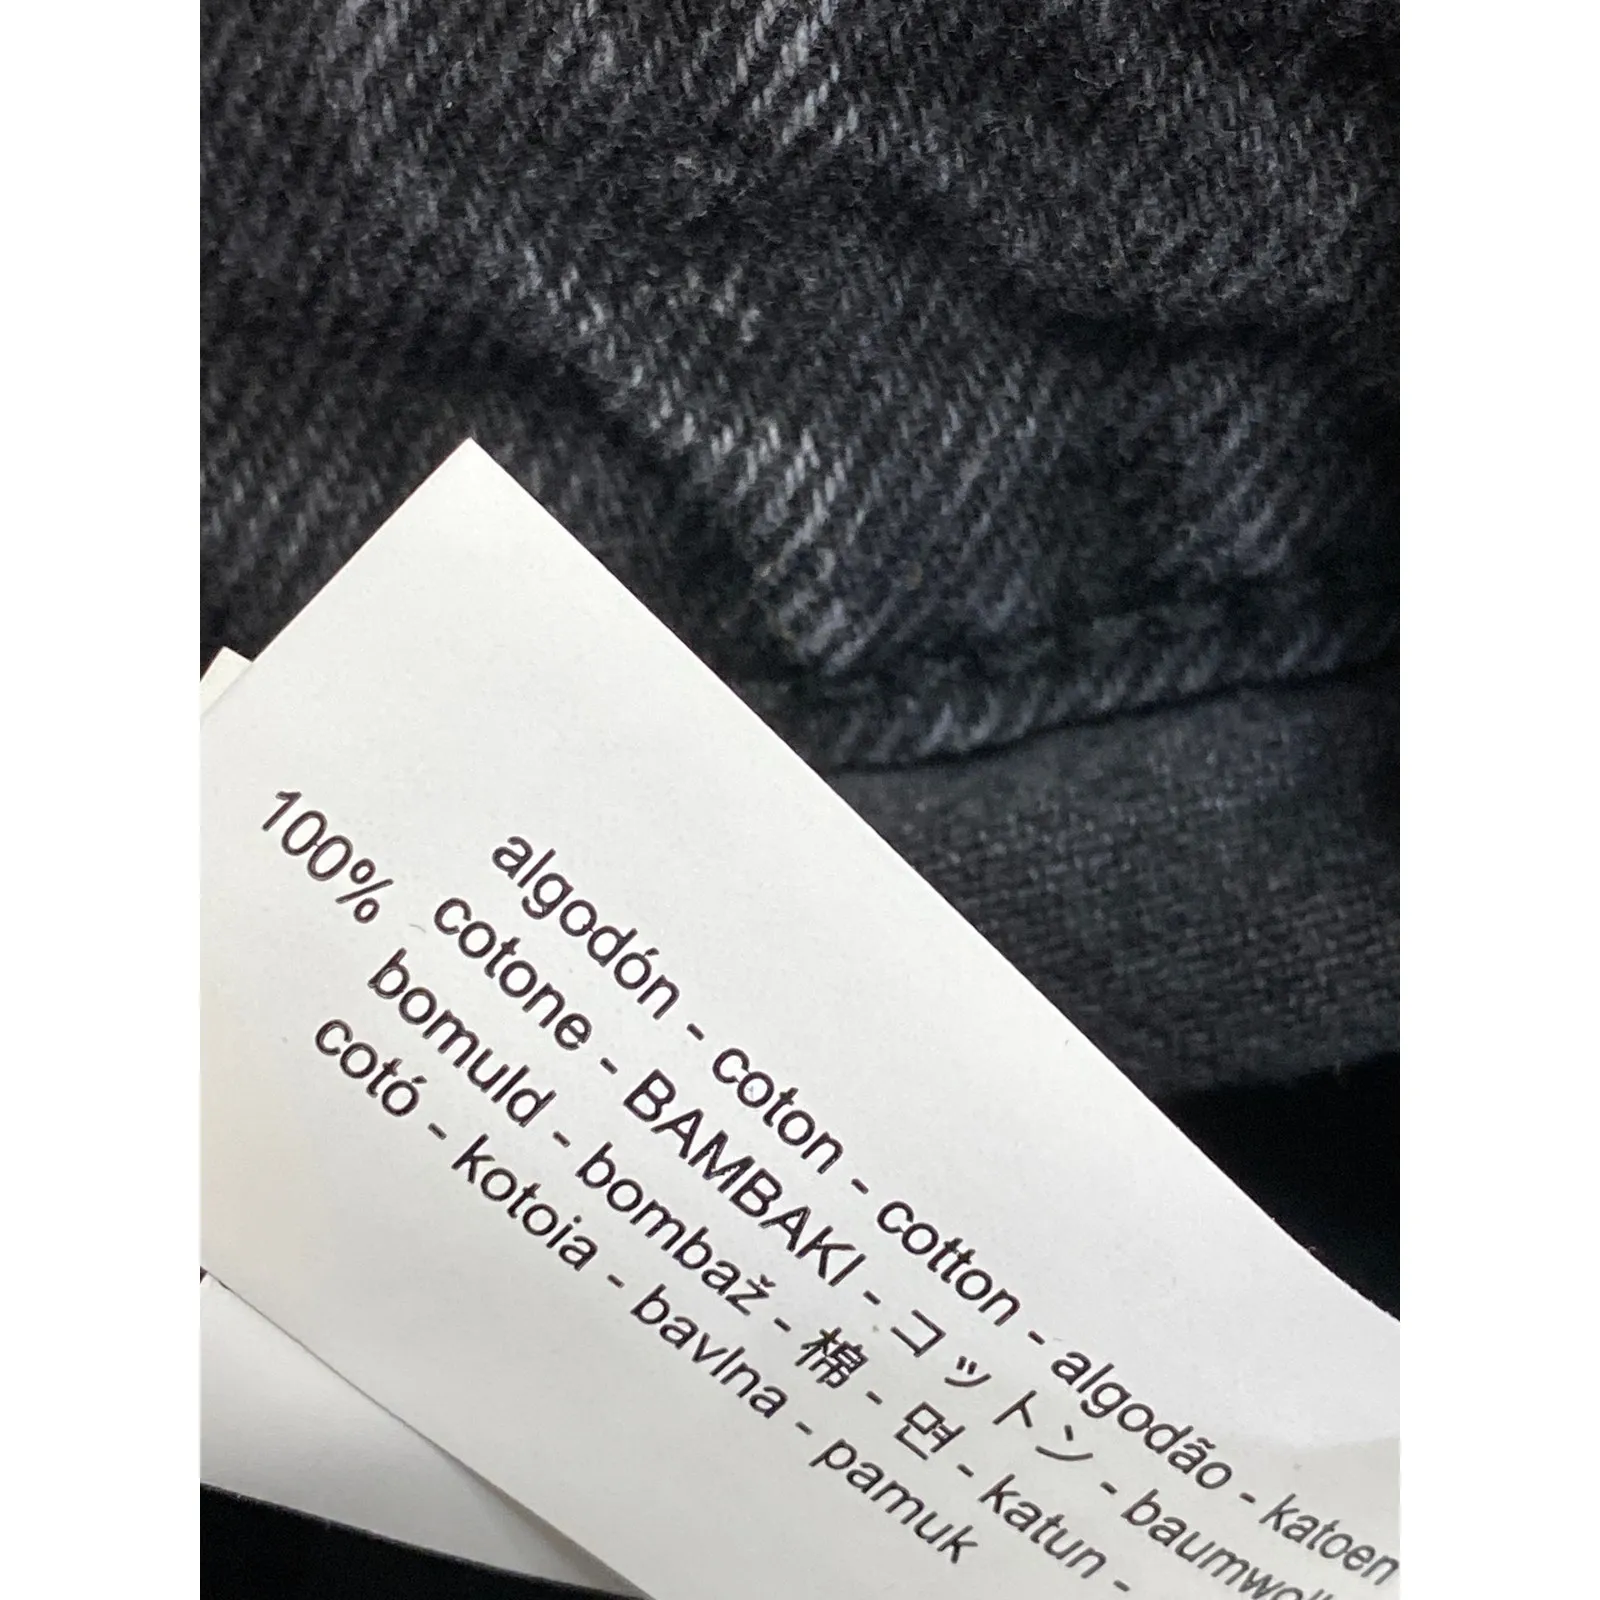 algodón - coton - cotton - algodão - katoen
100% cotone - BAMBAKI - コットン -
bomuld - bombaž - 棉 - 면 - katun -
cotó - kotoia - bavlna - pamuk